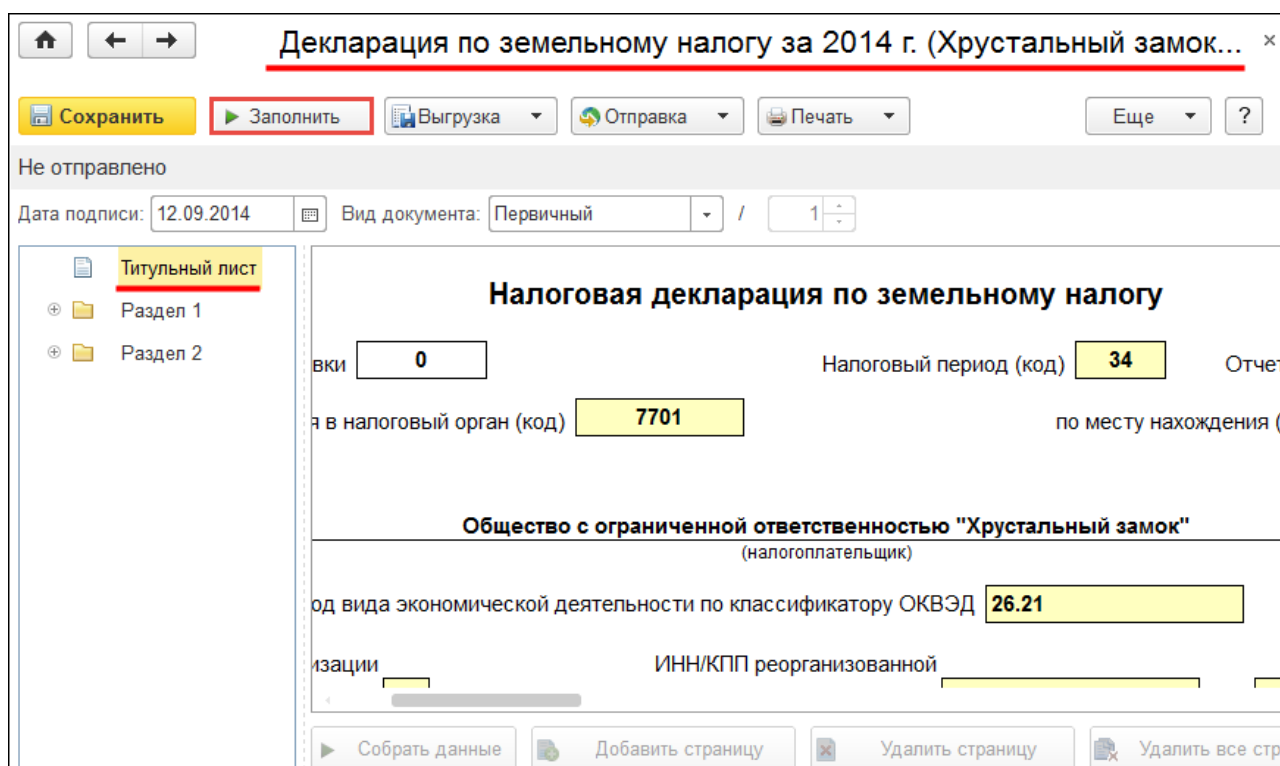 Декларация по земельному налогу за 2014 г. (Хрустальный замок... ×
Сохранить Заполнить Выгрузка Отправка Печать Еще ?
Не отправлено
Дата подписи: 12.09.2014 Вид документа: Первичный / 1
Титульный лист
Раздел 1
Раздел 2
Налоговая декларация по земельному налогу
вки 0 Налоговый период (код) 34 Отчет
я в налоговый орган (код) 7701 по месту нахождения (
Общество с ограниченной ответственностью "Хрустальный замок"
(налогоплательщик)
од вида экономической деятельности по классификатору ОКВЭД 26.21
изации ИНН/КПП реорганизованной
Собрать данные Добавить страницу Удалить страницу Удалить все стр